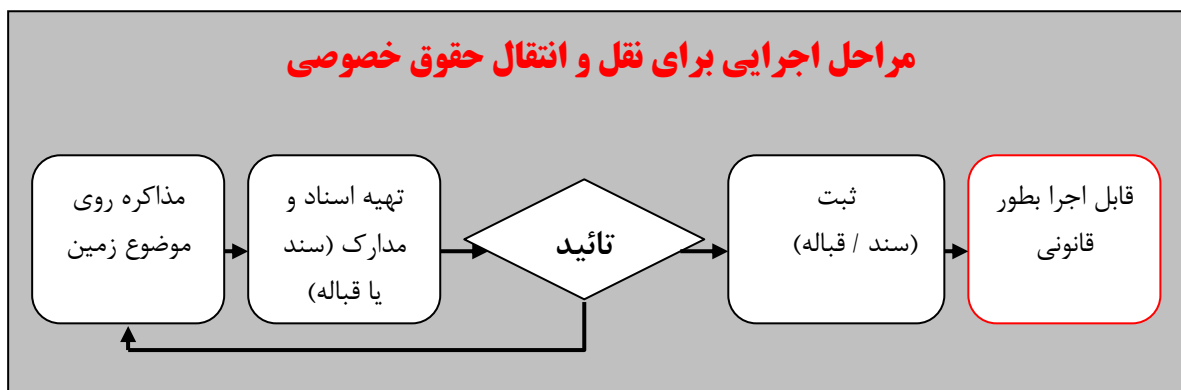 مراحل اجرایی برای نقل و انتقال حقوق خصوصی
مذاکره روی
موضوع زمین
تهیه اسناد و
مدارک (سند
یا قباله)
تائید
ثبت
(سند / قباله)
قابل اجرا بطور
قانونی